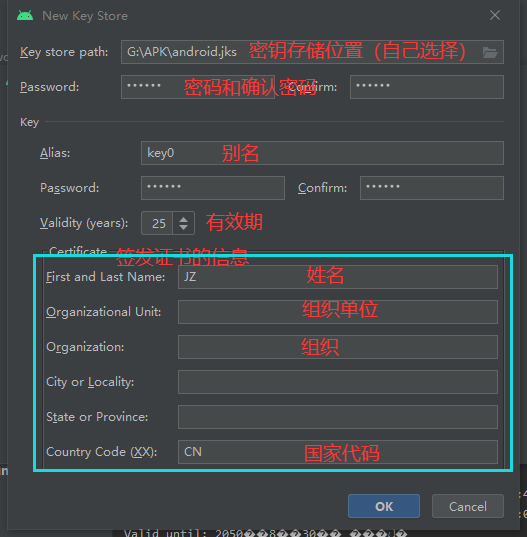 New Key Store
Key store path: G:\APK\android.jks 密钥存储位置（自己选择）
Password: •••••• 密码和确认密码 Confirm: ••••••
Key
Alias: key0 别名
Password: •••••• Confirm: ••••••
Validity (years): 25 有效期
Certificate 签发证书的信息
First and Last Name: JZ 姓名
Organizational Unit: 组织单位
Organization: 组织
City or Locality:
State or Province:
Country Code (XX): CN 国家代码
OK Cancel
Valid until: 2050��8��30��